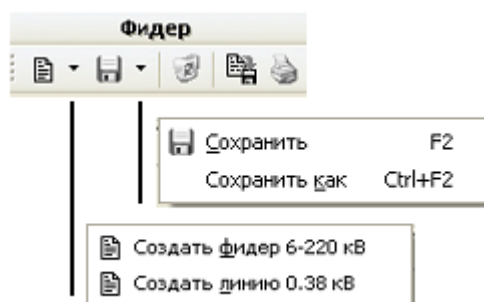 Фидер
Сохранить F2
Сохранить как Ctrl+F2
Создать фидер 6-220 кВ
Создать линию 0.38 кВ